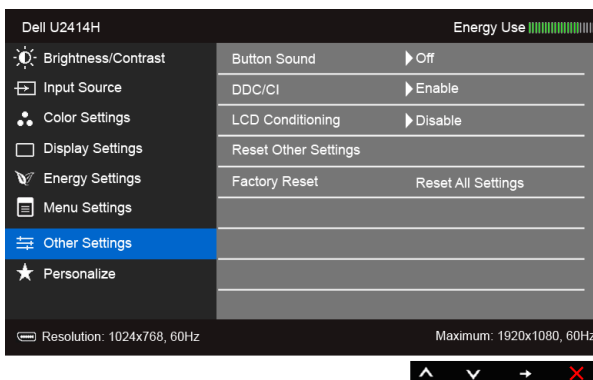 Dell U2414H Energy Use
Brightness/Contrast Button Sound Off
Input Source DDC/CI Enable
Color Settings LCD Conditioning Disable
Display Settings Reset Other Settings
Energy Settings Factory Reset Reset All Settings
Menu Settings
Other Settings
Personalize
Resolution: 1024x768, 60Hz Maximum: 1920x1080, 60Hz